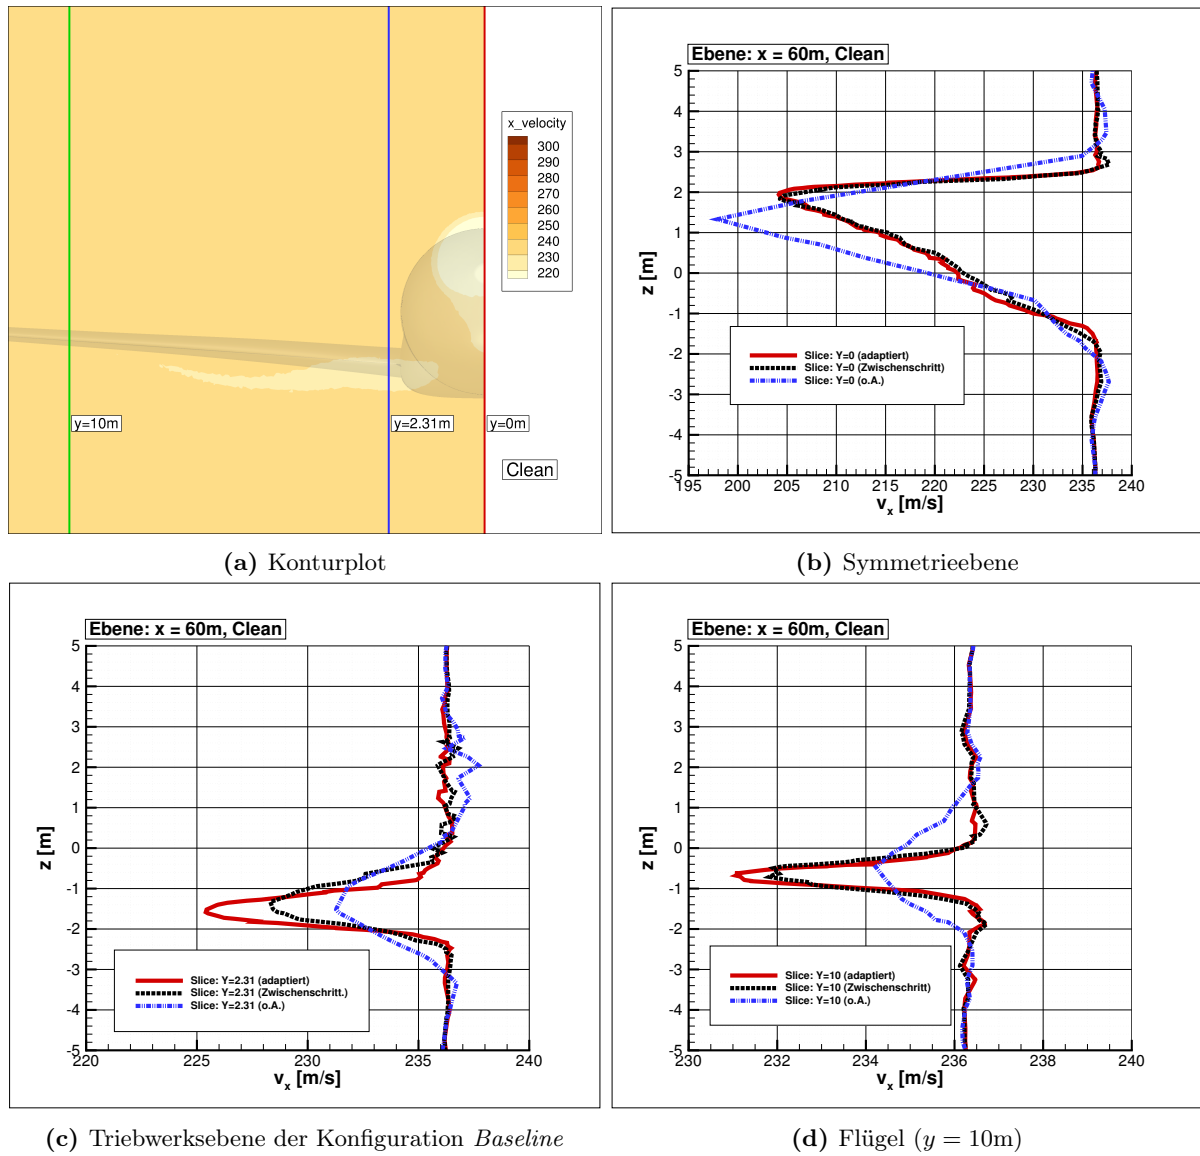 x_velocity
300
290
280
270
260
250
240
230
220
y=10m
y=2.31m
y=0m
Clean
(a) Konturplot
Ebene: x = 60m, Clean
5
4
3
2
1
0
-1
-2
-3
-4
-5
z [m]
Slice: Y=0 (adaptiert)
Slice: Y=0 (Zwischenschritt)
Slice: Y=0 (o.A.)
195 200 205 210 215 220 225 230 235 240
v_x [m/s]
(b) Symmetrieebene
Ebene: x = 60m, Clean
5
4
3
2
1
0
-1
-2
-3
-4
-5
z [m]
Slice: Y=2.31 (adaptiert)
Slice: Y=2.31 (Zwischenschritt.)
Slice: Y=2.31 (o.A.)
220 225 230 235 240
v_x [m/s]
(c) Triebwerksebene der Konfiguration Baseline
Ebene: x = 60m, Clean
5
4
3
2
1
0
-1
-2
-3
-4
-5
z [m]
Slice: Y=10 (adaptiert)
Slice: Y=10 (Zwischenschritt)
Slice: Y=10 (o.A.)
230 232 234 236 238 240
v_x [m/s]
(d) Flügel (y = 10m)